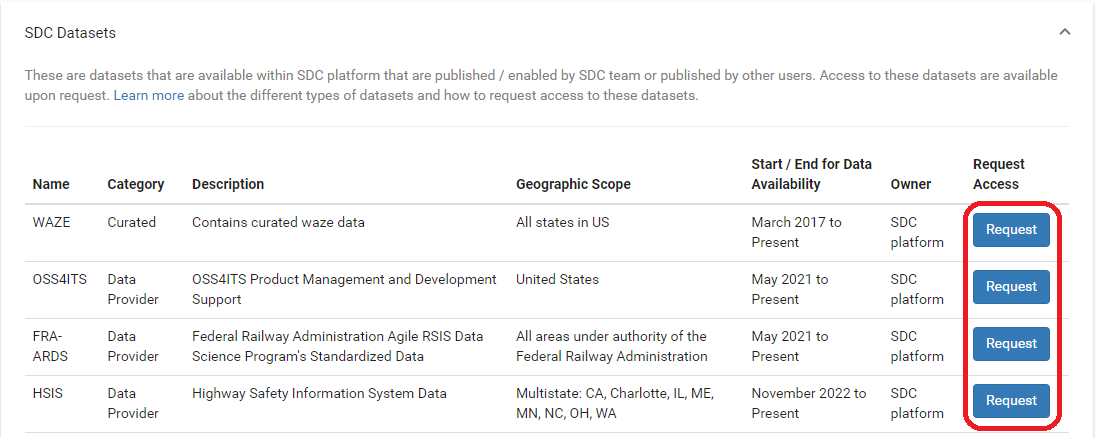 SDC Datasets
These are datasets that are available within SDC platform that are published / enabled by SDC team or published by other users. Access to these datasets are available
upon request. Learn more about the different types of datasets and how to request access to these datasets.
Name Category Description Geographic Scope Start / End for Data Availability Owner Request Access
WAZE Curated Contains curated waze data All states in US March 2017 to Present SDC platform Request
OSS4ITS Data Provider OSS4ITS Product Management and Development Support United States May 2021 to Present SDC platform Request
FRA-ARDS Data Provider Federal Railway Administration Agile RSIS Data Science Program's Standardized Data All areas under authority of the Federal Railway Administration May 2021 to Present SDC platform Request
HSIS Data Provider Highway Safety Information System Data Multistate: CA, Charlotte, IL, ME, MN, NC, OH, WA November 2022 to Present SDC platform Request